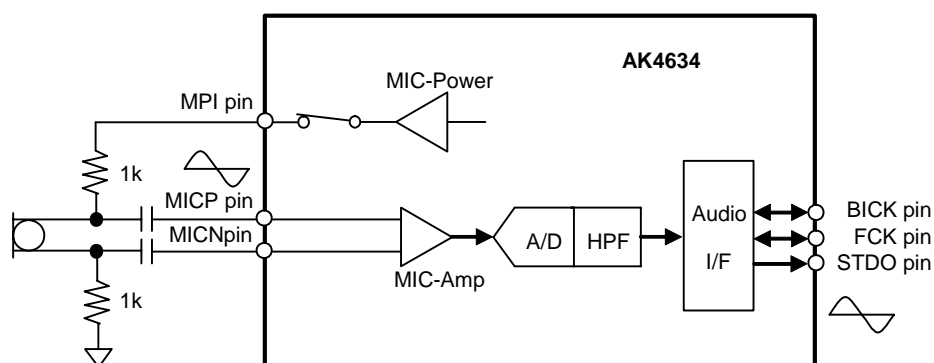 AK4634
MIC-Power
MPI pin
1k
MICP pin
MICNpin
MIC-Amp
A/D
HPF
Audio
I/F
BICK pin
FCK pin
STDO pin
1k